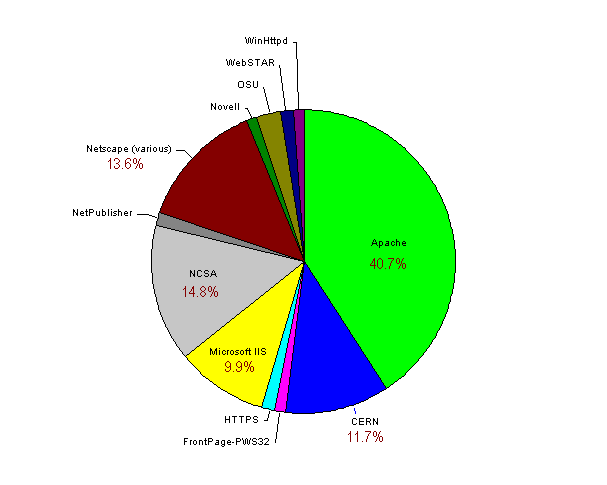 WinHttpd
WebSTAR
OSU
Novell
Netscape (various)
13.6%
NetPublisher
Apache
40.7%
NCSA
14.8%
Microsoft IIS
9.9%
HTTPS
FrontPage-PWS32
CERN
11.7%